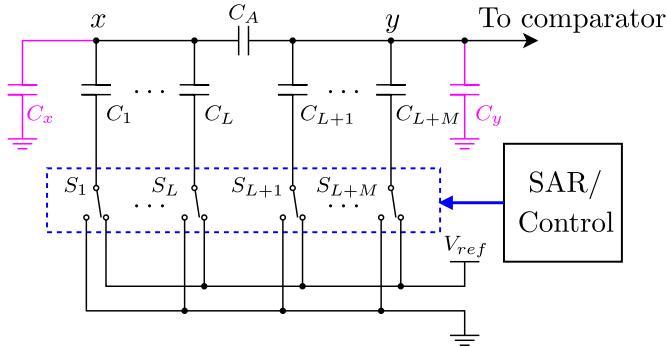 x C_A y To comparator
C_x C_1 ... C_L C_{L+1} ... C_{L+M} C_y
S_1 ... S_L S_{L+1} ... S_{L+M}
SAR/
Control
V_{ref}